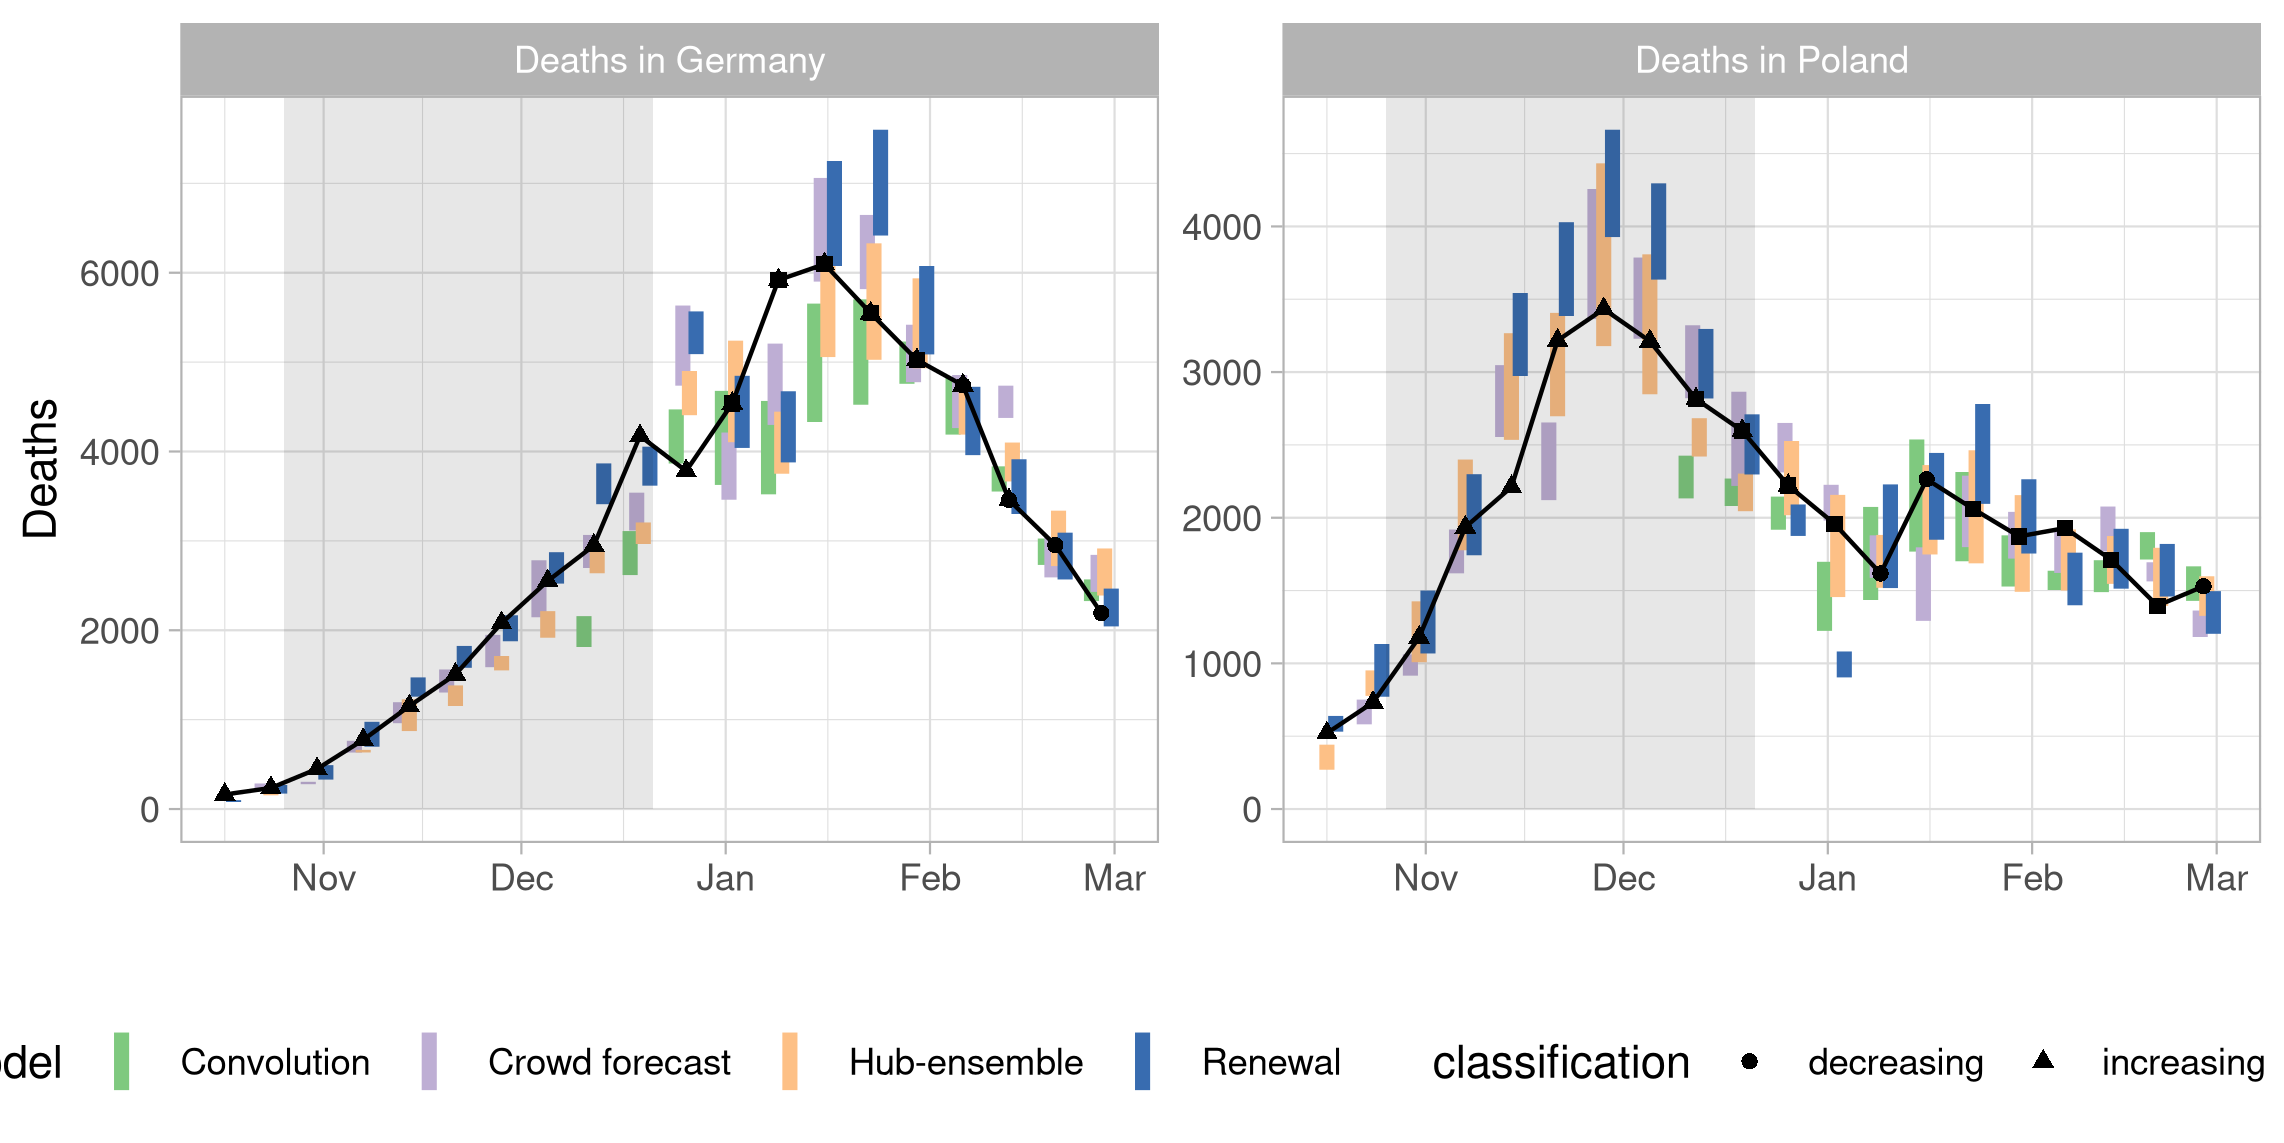 Deaths in Germany
Deaths in Poland
Deaths
6000
4000
2000
0
Nov Dec Jan Feb Mar
4000
3000
2000
1000
0
Nov Dec Jan Feb Mar
odel Convolution Crowd forecast Hub-ensemble Renewal classification decreasing increasing